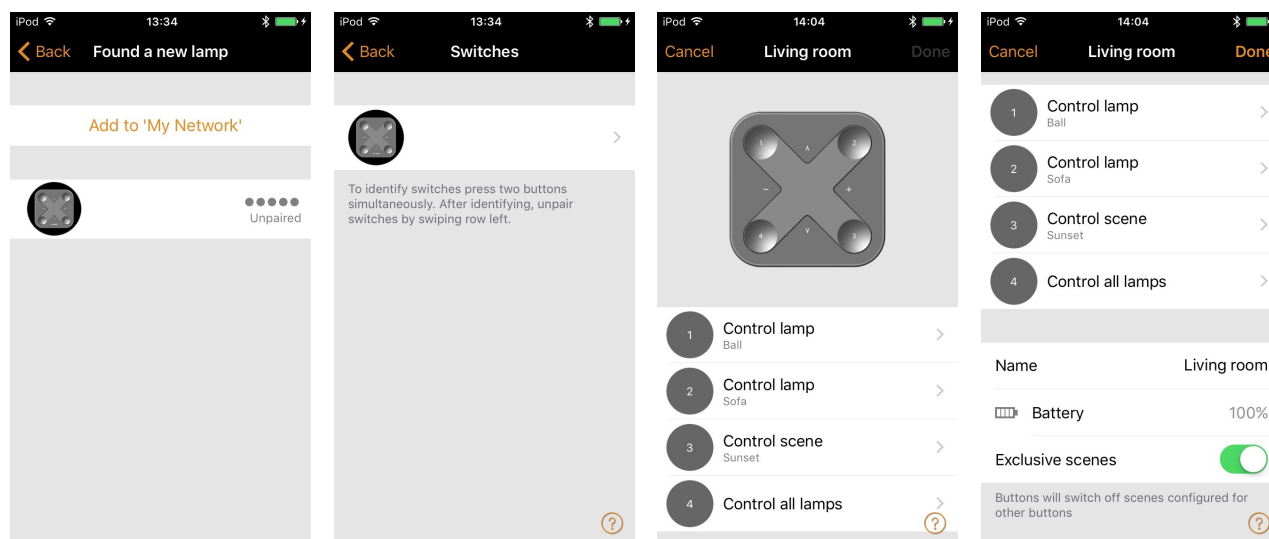 iPod 13:34
Back Found a new lamp
Add to 'My Network'
Unpaired
iPod 13:34
Back Switches
To identify switches press two buttons
simultaneously. After identifying, unpair
switches by swiping row left.
?
iPod 14:04
Cancel Living room Done
1 2
- +
4 3
1 Control lamp
Ball
2 Control lamp
Sofa
3 Control scene
Sunset
4 Control all lamps
?
iPod 14:04
Cancel Living room Done
1 Control lamp
Ball
2 Control lamp
Sofa
3 Control scene
Sunset
4 Control all lamps
Name Living room
Battery 100%
Exclusive scenes
Buttons will switch off scenes configured for
other buttons
?